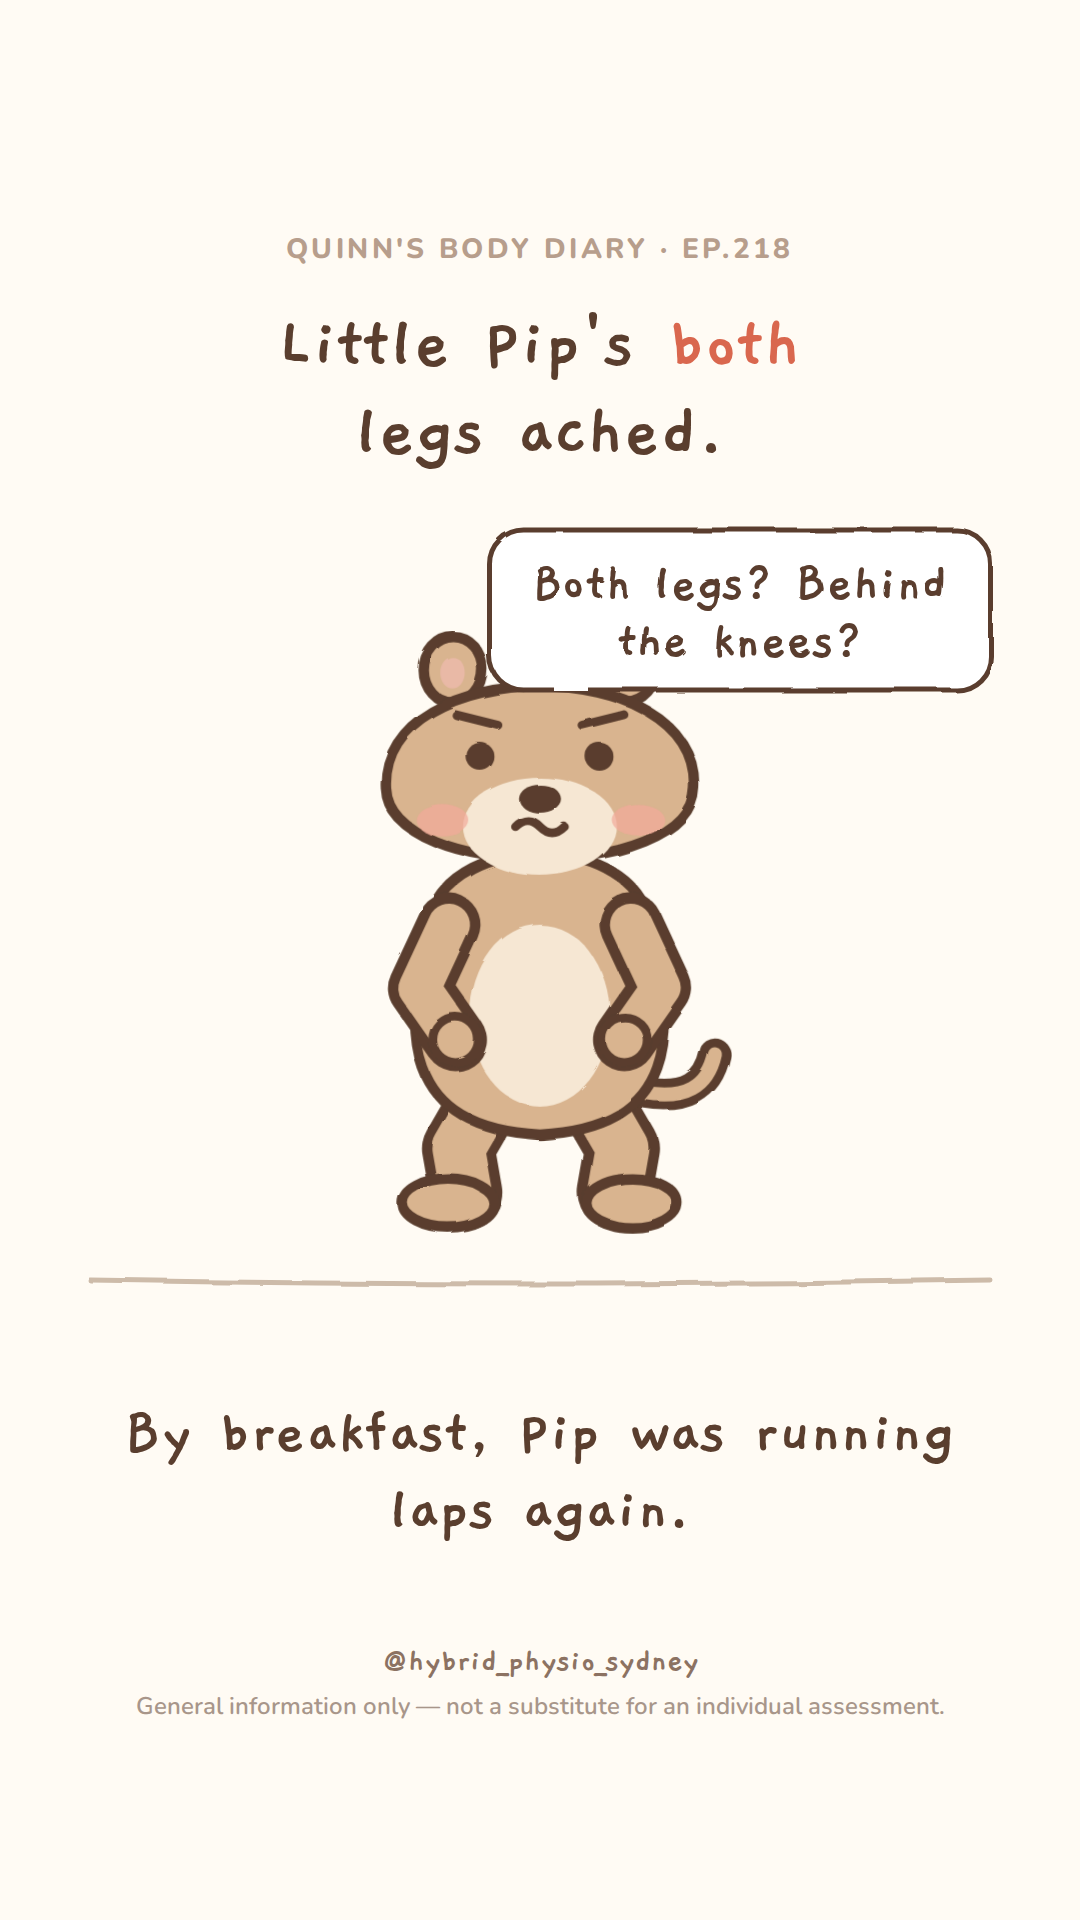 QUINN'S BODY DIARY · EP.218
Little Pip's both
legs ached.
Both legs? Behind
the knees?
By breakfast, Pip was running
laps again.
@hybrid_physio_sydney
General information only — not a substitute for an individual assessment.